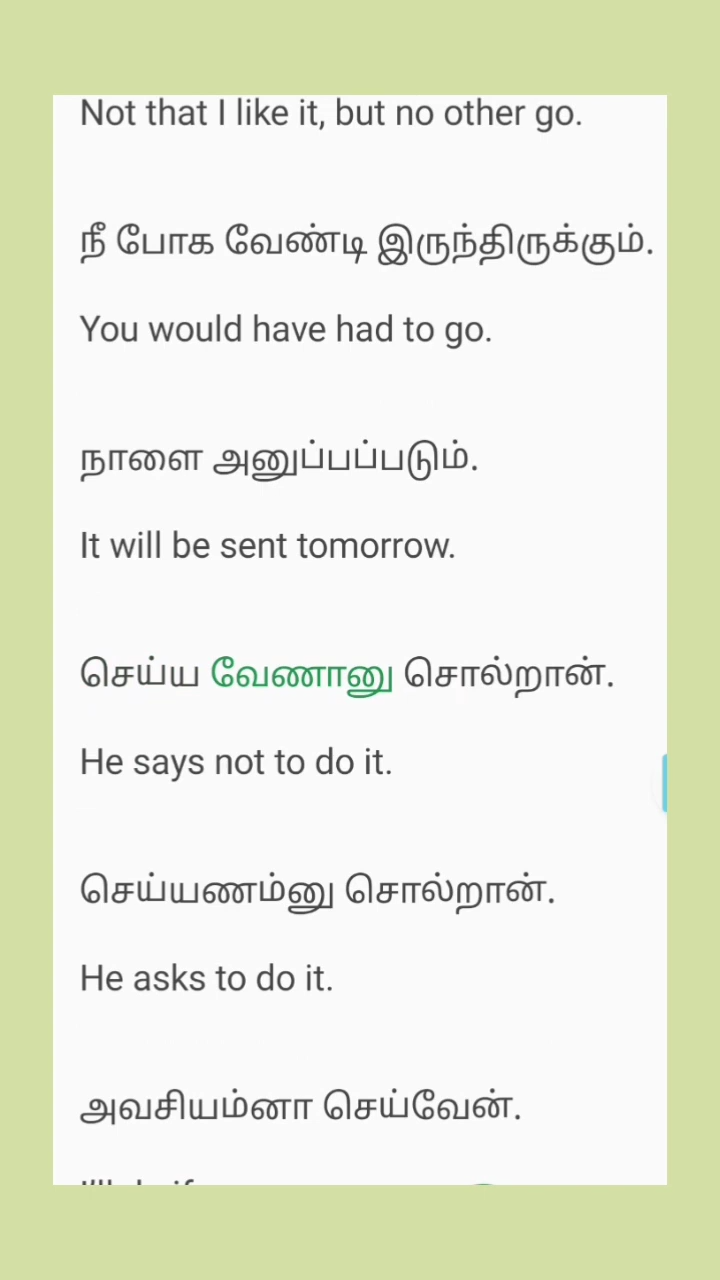 Not that I like it, but no other go.
நீ போக வேண்டி இருந்திருக்கும்.
You would have had to go.
நாளை அனுப்பப்படும்.
It will be sent tomorrow.
செய்ய வேணானு சொல்றான்.
He says not to do it.
செய்யணம்னு சொல்றான்.
He asks to do it.
அவசியம்னா செய்வேன்.